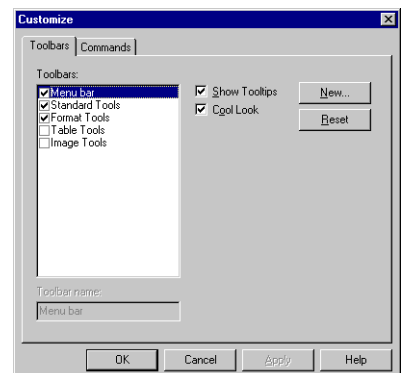 Customize
Toolbars Commands
Toolbars:
Menu bar
Standard Tools
Format Tools
Table Tools
Image Tools
Show Tooltips
Cool Look
New...
Reset
Toolbar name:
Menu bar
OK Cancel Apply Help